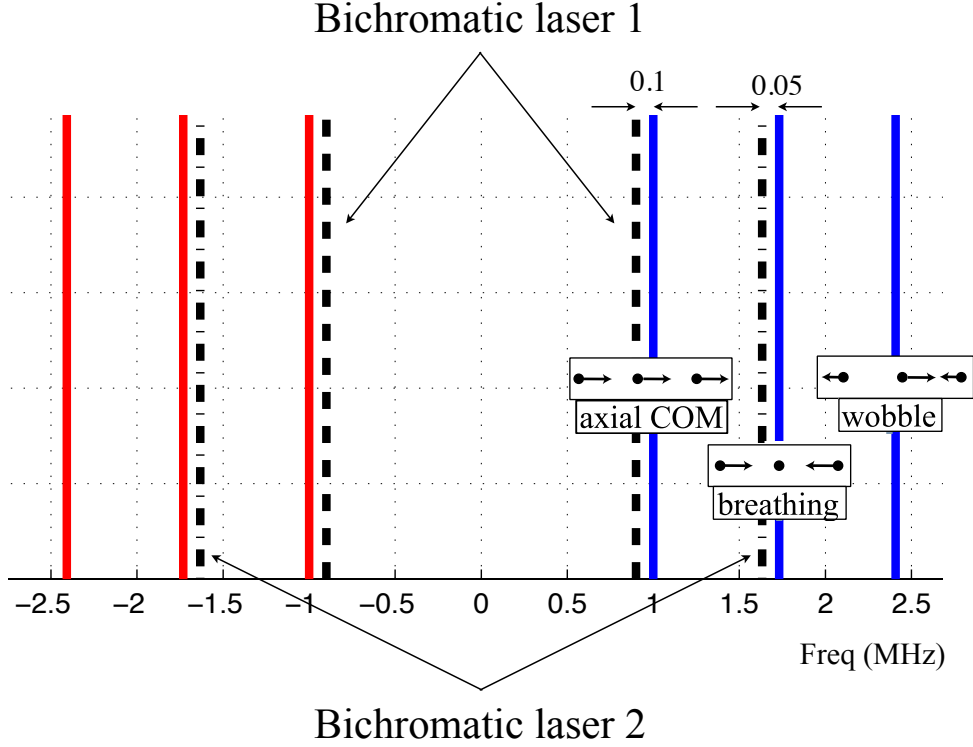 Bichromatic laser 1
0.1
0.05
axial COM
wobble
breathing
−2.5 −2 −1.5 −1 −0.5 0 0.5 1 1.5 2 2.5
Freq (MHz)
Bichromatic laser 2